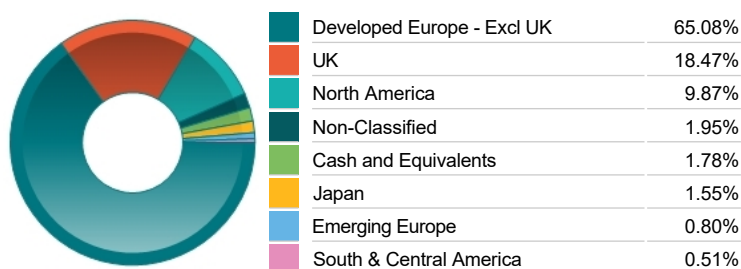 Developed Europe - Excl UK 65.08%
UK 18.47%
North America 9.87%
Non-Classified 1.95%
Cash and Equivalents 1.78%
Japan 1.55%
Emerging Europe 0.80%
South & Central America 0.51%